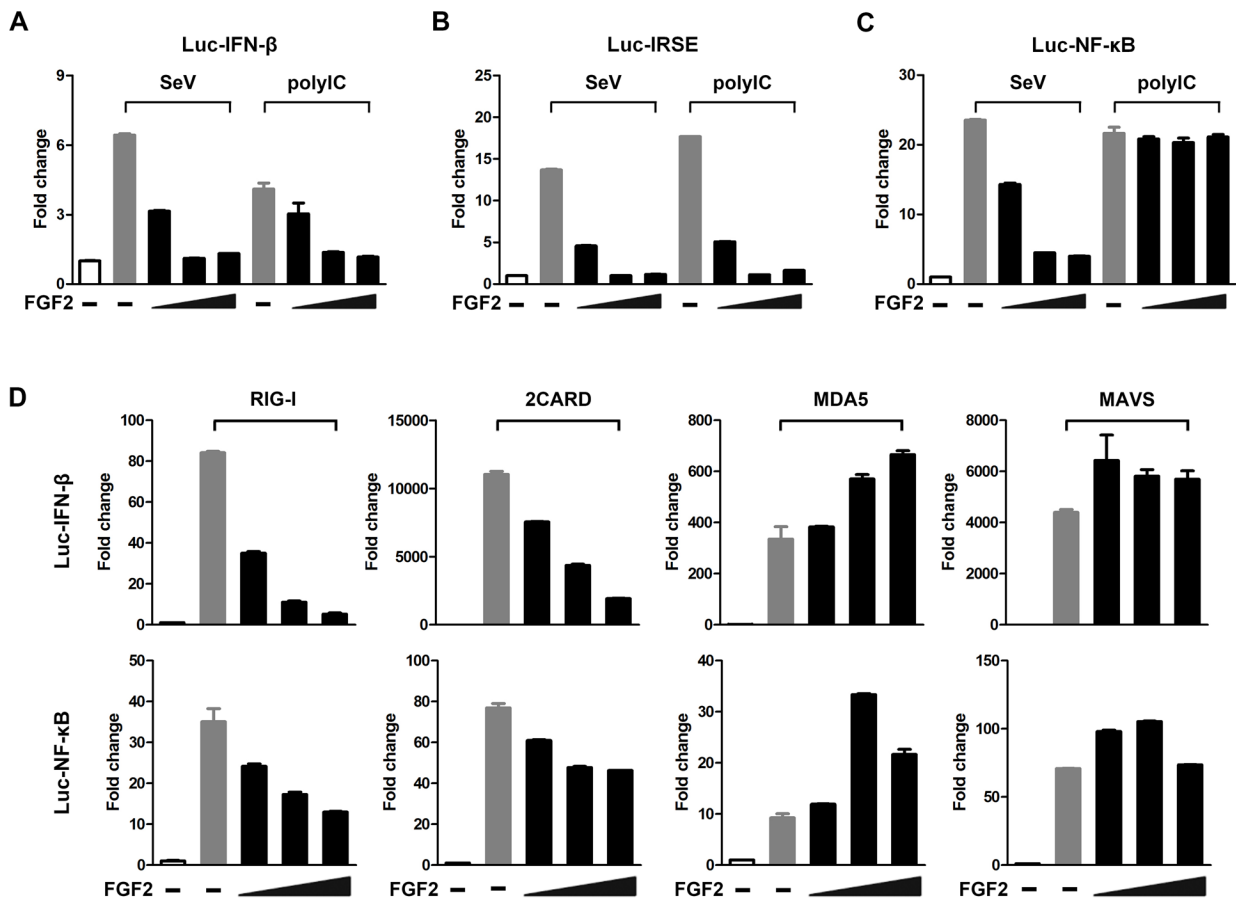 A
B
C
Luc-IFN-β
Luc-IRSE
Luc-NF-κB
SeV
polyIC
SeV
polyIC
SeV
polyIC
Fold change
9
6
3
0
Fold change
25
20
15
10
5
0
Fold change
30
20
10
0
FGF2 – – –
FGF2 – – –
FGF2 – – –
D
RIG-I
2CARD
MDA5
MAVS
Luc-IFN-β
Fold change
100
80
60
40
20
0
Fold change
15000
10000
5000
0
Fold change
800
600
400
200
0
Fold change
8000
6000
4000
2000
0
Luc-NF-κB
Fold change
50
40
30
20
10
0
Fold change
100
80
60
40
20
0
Fold change
40
30
20
10
0
Fold change
150
100
50
0
FGF2 – –
FGF2 – –
FGF2 – –
FGF2 – –